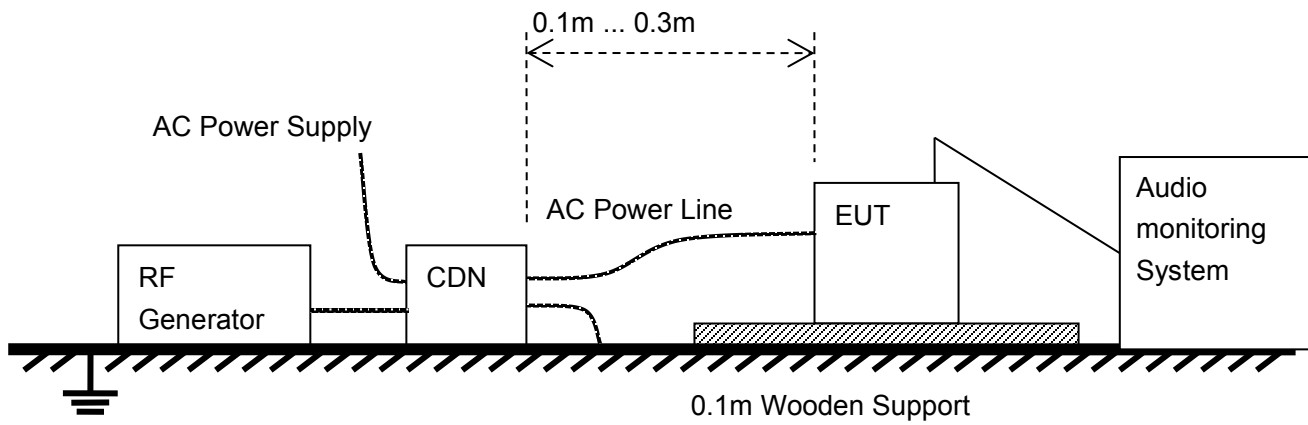 0.1m ... 0.3m
AC Power Supply
AC Power Line
EUT
Audio
monitoring
System
RF
Generator
CDN
0.1m Wooden Support